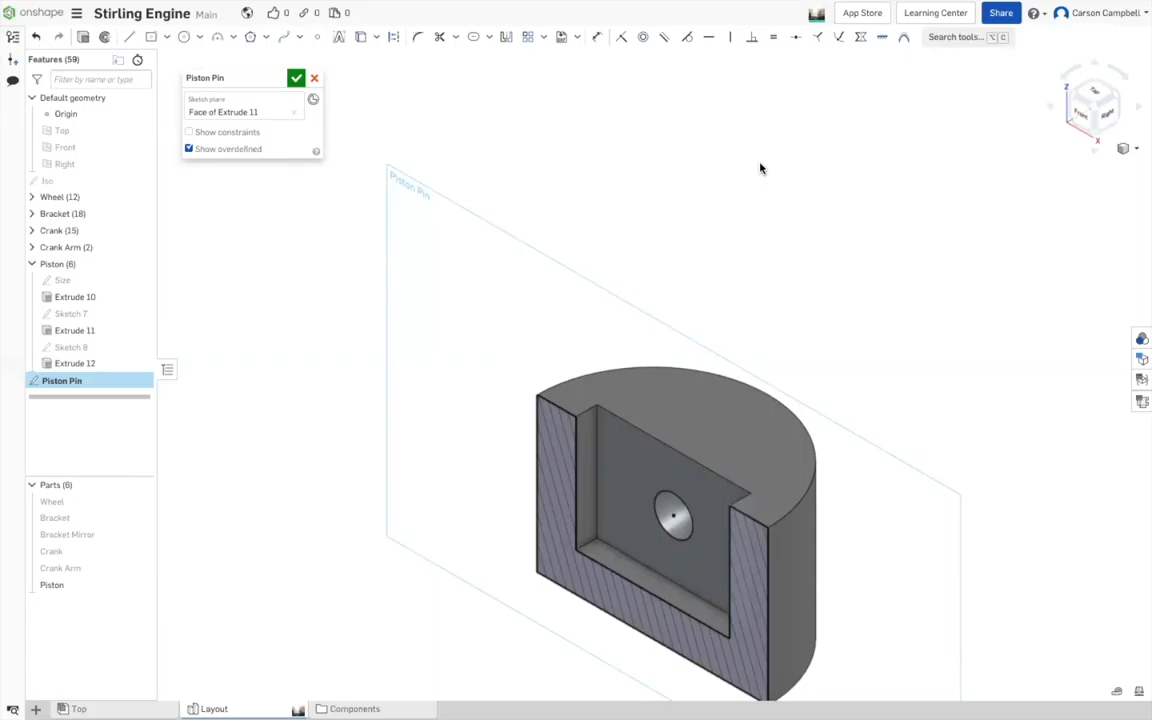 onshape Stirling Engine Main 0 0 0 App Store Learning Center Share Carson Campbell
Search tools... ⌥ C
Features (59)
Filter by name or type
Default geometry
Origin
Top
Front
Right
Iso
Wheel (12)
Bracket (18)
Crank (15)
Crank Arm (2)
Piston (6)
Size
Extrude 10
Sketch 7
Extrude 11
Sketch 8
Extrude 12
Piston Pin
Parts (6)
Wheel
Bracket
Bracket Mirror
Crank
Crank Arm
Piston
Piston Pin
Sketch plane
Face of Extrude 11
Show constraints
Show overdefined
Piston Pin
Z
Top
Front
Right
X
Top
Layout
Components